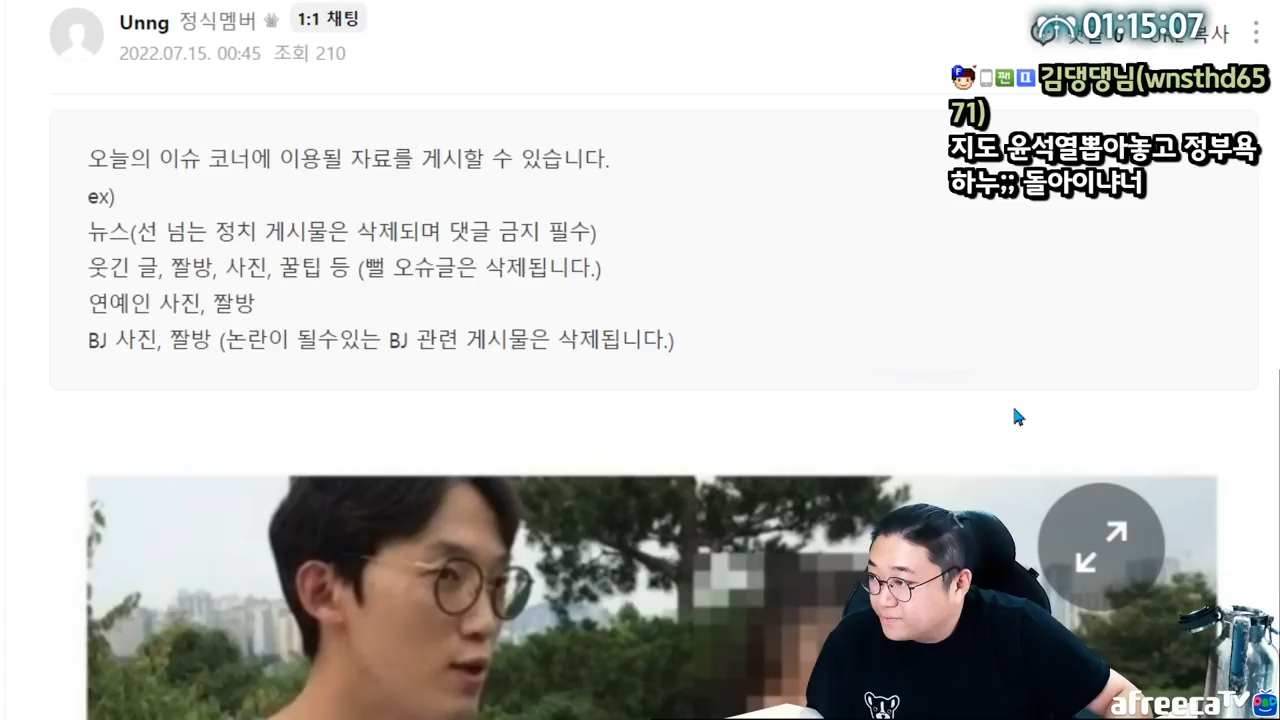 Unng 정식멤버 1:1 채팅
2022.07.15. 00:45 조회 210
01:15:07
복사
김댕댕님(wnsthd65
71)
지도 윤석열뽑아놓고 정부욕
하누;; 돌아이냐너
오늘의 이슈 코너에 이용될 자료를 게시할 수 있습니다.
ex)
뉴스(선 넘는 정치 게시물은 삭제되며 댓글 금지 필수)
웃긴 글, 짤방, 사진, 꿀팁 등 (뻘 오슈글은 삭제됩니다.)
연예인 사진, 짤방
BJ 사진, 짤방 (논란이 될수있는 BJ 관련 게시물은 삭제됩니다.)
afreecaTV